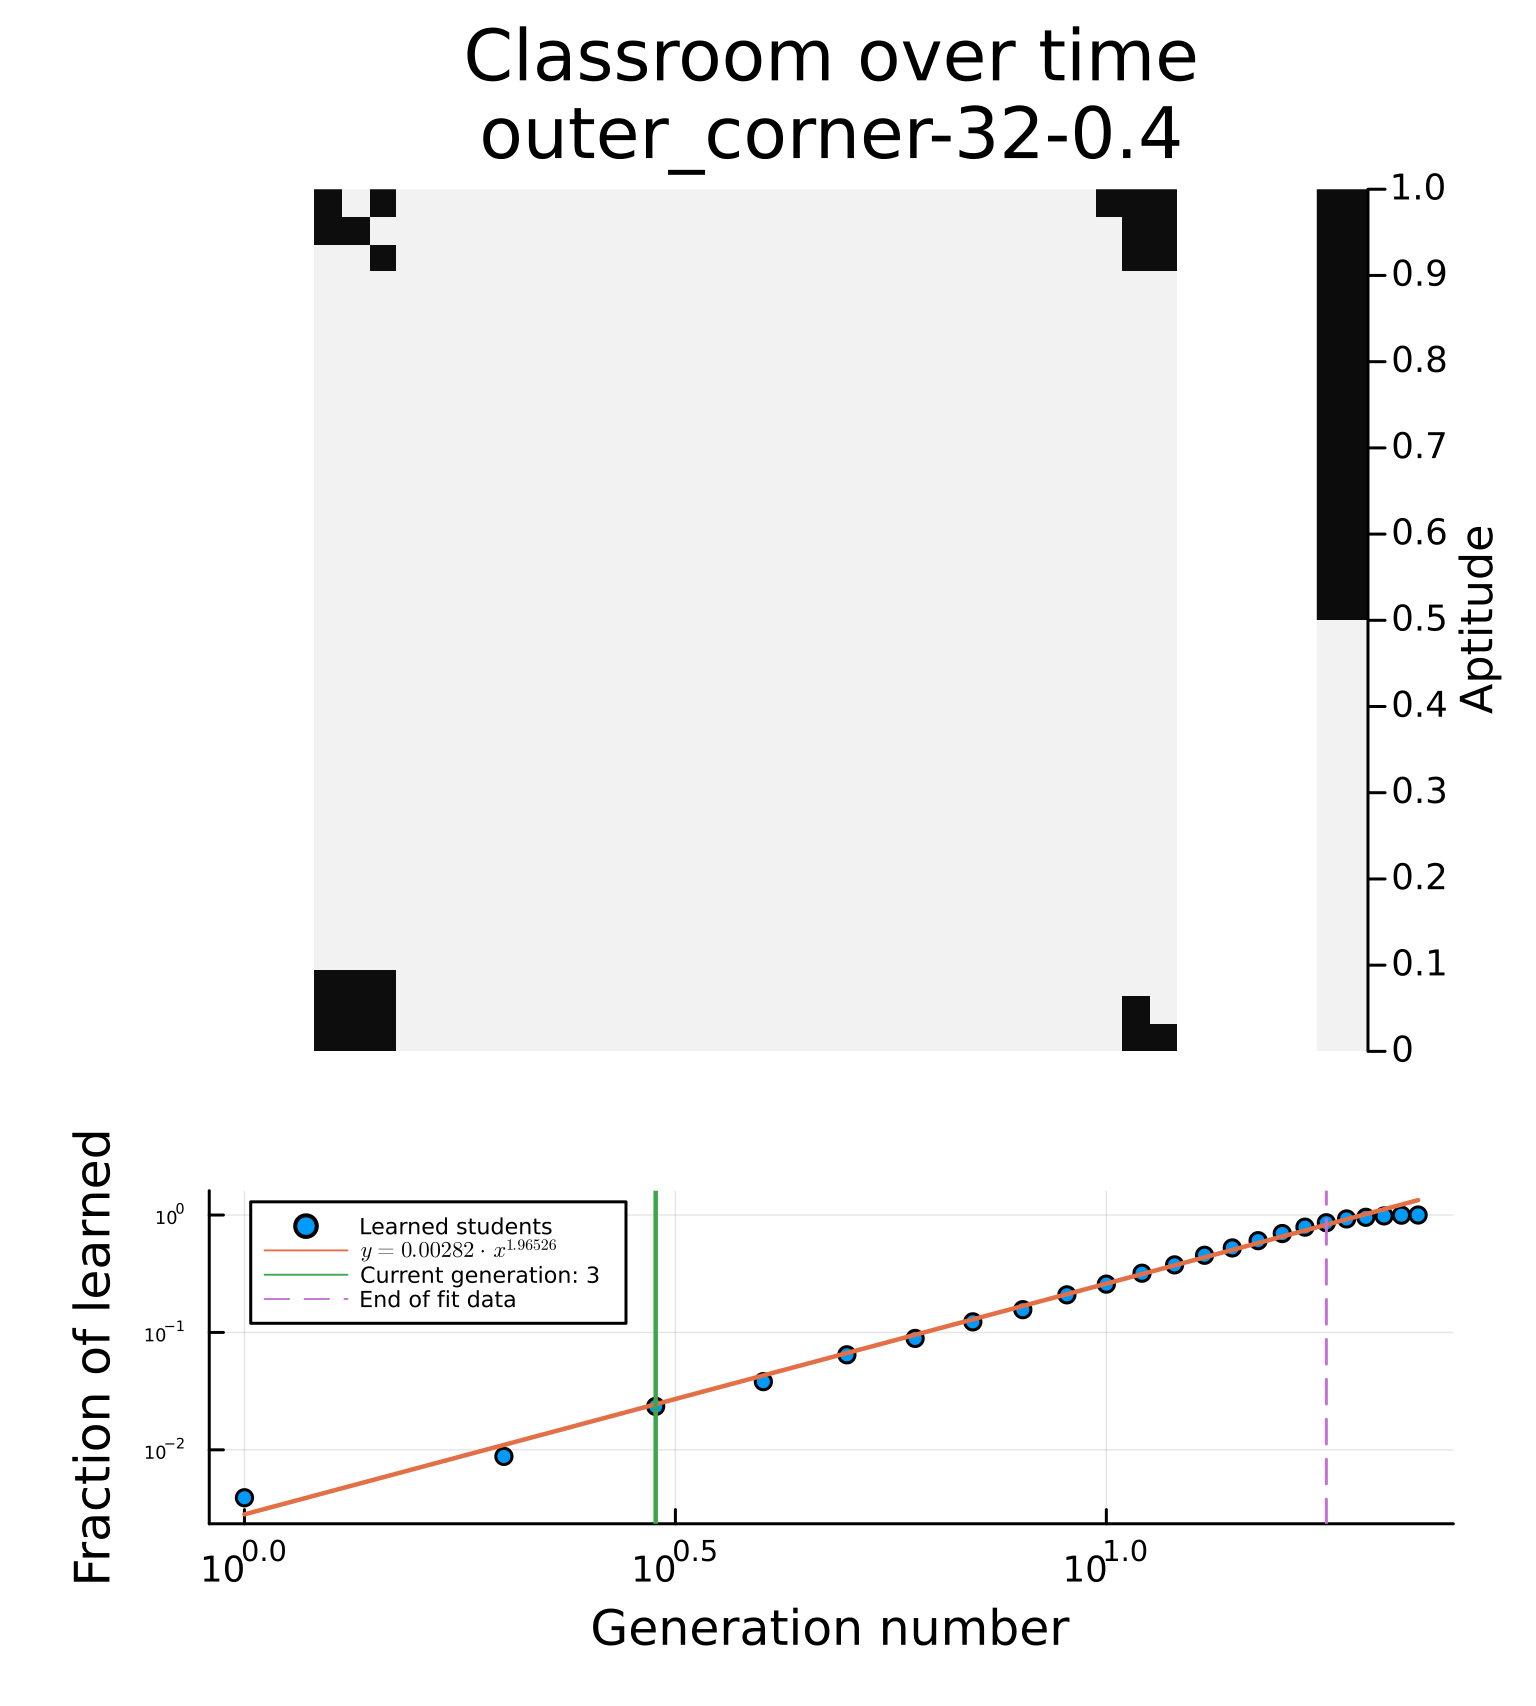 Classroom over time
outer_corner-32-0.4
1.0
0.9
0.8
0.7
0.6
0.5
0.4
0.3
0.2
0.1
0
Aptitude
Fraction of learned
10⁰
10⁻¹
10⁻²
Learned students
y = 0.00282 · x^1.96526
Current generation: 3
End of fit data
10^0.0
10^0.5
10^1.0
Generation number